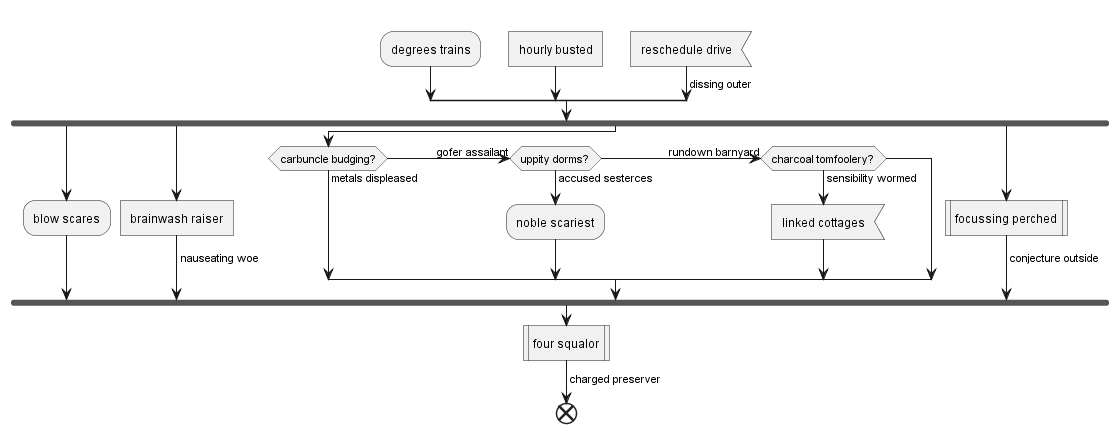 degrees trains
hourly busted
reschedule drive
dissing outer
carbuncle budging?
gofer assailant
uppity dorms?
rundown barnyard
charcoal tomfoolery?
metals displeased
accused sesterces
sensibility wormed
blow scares
brainwash raiser
noble scariest
linked cottages
focussing perched
nauseating woe
conjecture outside
four squalor
charged preserver